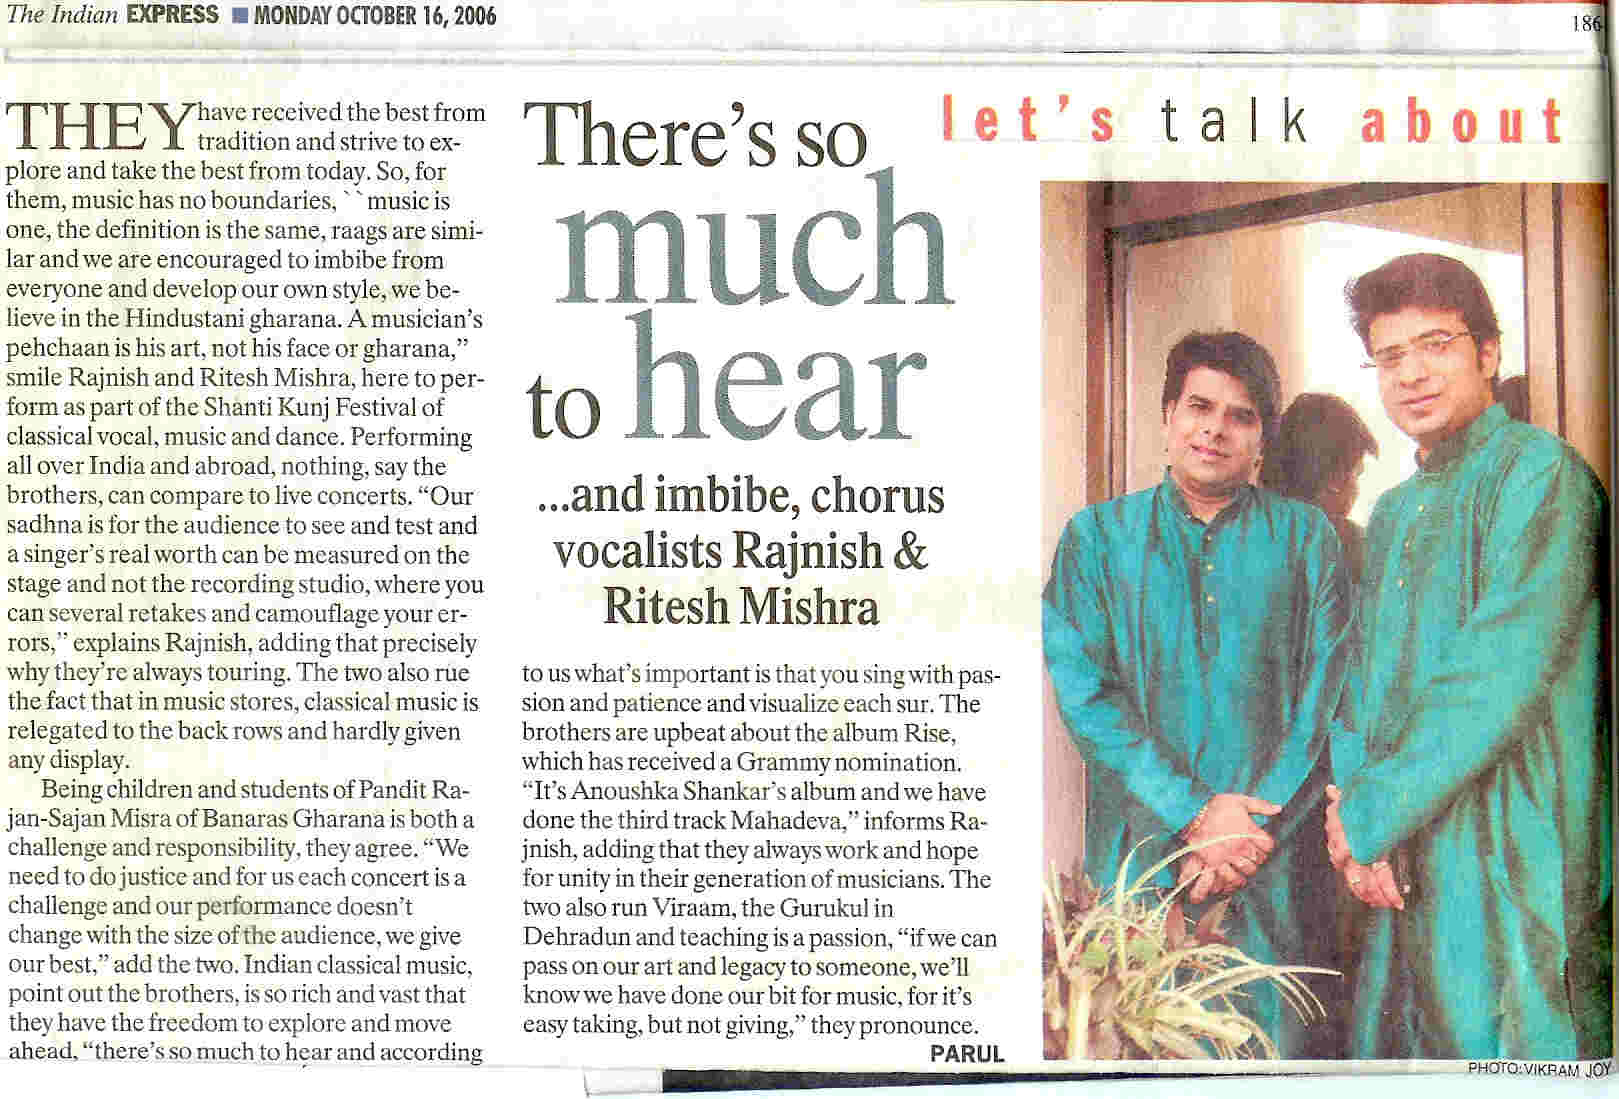 The Indian EXPRESS ■ MONDAY OCTOBER 16, 2006
186
let's talk about
There's so
much
to hear
...and imbibe, chorus
vocalists Rajnish &
Ritesh Mishra
THEY have received the best from
tradition and strive to ex-
plore and take the best from today. So, for
them, music has no boundaries, ``music is
one, the definition is the same, raags are simi-
lar and we are encouraged to imbibe from
everyone and develop our own style, we be-
lieve in the Hindustani gharana. A musician's
pehchaan is his art, not his face or gharana,"
smile Rajnish and Ritesh Mishra, here to per-
form as part of the Shanti Kunj Festival of
classical vocal, music and dance. Performing
all over India and abroad, nothing, say the
brothers, can compare to live concerts. "Our
sadhna is for the audience to see and test and
a singer's real worth can be measured on the
stage and not the recording studio, where you
can several retakes and camouflage your er-
rors," explains Rajnish, adding that precisely
why they're always touring. The two also rue
the fact that in music stores, classical music is
relegated to the back rows and hardly given
any display.
Being children and students of Pandit Ra-
jan-Sajan Misra of Banaras Gharana is both a
challenge and responsibility, they agree. "We
need to do justice and for us each concert is a
challenge and our performance doesn't
change with the size of the audience, we give
our best," add the two. Indian classical music,
point out the brothers, is so rich and vast that
they have the freedom to explore and move
ahead, "there's so much to hear and according
to us what's important is that you sing with pas-
sion and patience and visualize each sur. The
brothers are upbeat about the album Rise,
which has received a Grammy nomination.
"It's Anoushka Shankar's album and we have
done the third track Mahadeva," informs Ra-
jnish, adding that they always work and hope
for unity in their generation of musicians. The
two also run Viraam, the Gurukul in
Dehradun and teaching is a passion, "if we can
pass on our art and legacy to someone, we'll
know we have done our bit for music, for it's
easy taking, but not giving," they pronounce.
PARUL
PHOTO: VIKRAM JOY